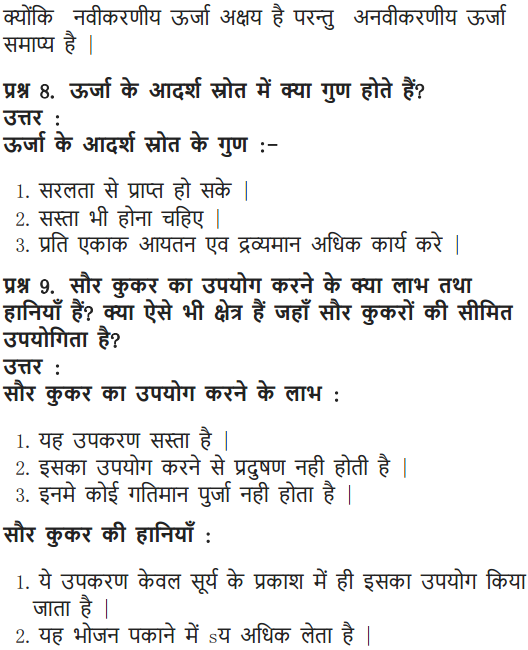 क्योंकि नवीकरणीय ऊर्जा अक्षय है परन्तु अनवीकरणीय ऊर्जा
समाप्य है |
प्रश्न 8. ऊर्जा के आदर्श स्रोत में क्या गुण होते हैं?
उत्तर :
ऊर्जा के आदर्श स्रोत के गुण :-
1. सरलता से प्राप्त हो सके |
2. सस्ता भी होना चहिए |
3. प्रति एकाक आयतन एव द्रव्यमान अधिक कार्य करे |
प्रश्न 9. सौर कुकर का उपयोग करने के क्या लाभ तथा
हानियाँ हैं? क्या ऐसे भी क्षेत्र हैं जहाँ सौर कुकरों की सीमित
उपयोगिता है?
उत्तर :
सौर कुकर का उपयोग करने के लाभ :
1. यह उपकरण सस्ता है |
2. इसका उपयोग करने से प्रदुषण नही होती है |
3. इनमे कोई गतिमान पुर्जा नही होता है |
सौर कुकर की हानियाँ :
1. ये उपकरण केवल सूर्य के प्रकाश में ही इसका उपयोग किया
जाता है |
2. यह भोजन पकाने में sय अधिक लेता है |